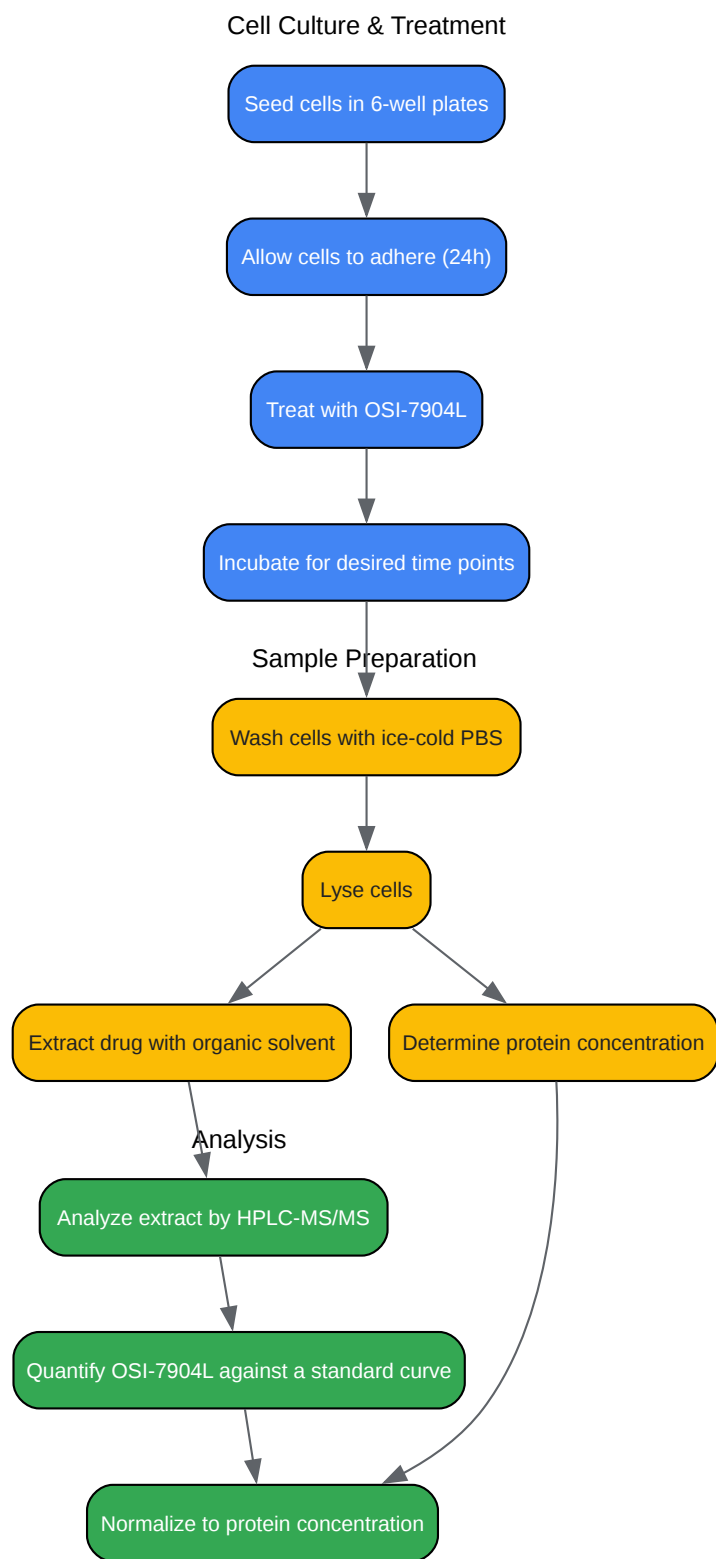 Cell Culture & Treatment
Seed cells in 6-well plates
Allow cells to adhere (24h)
Treat with OSI-7904L
Incubate for desired time points
Sample Preparation
Wash cells with ice-cold PBS
Lyse cells
Extract drug with organic solvent
Determine protein concentration
Analysis
Analyze extract by HPLC-MS/MS
Quantify OSI-7904L against a standard curve
Normalize to protein concentration